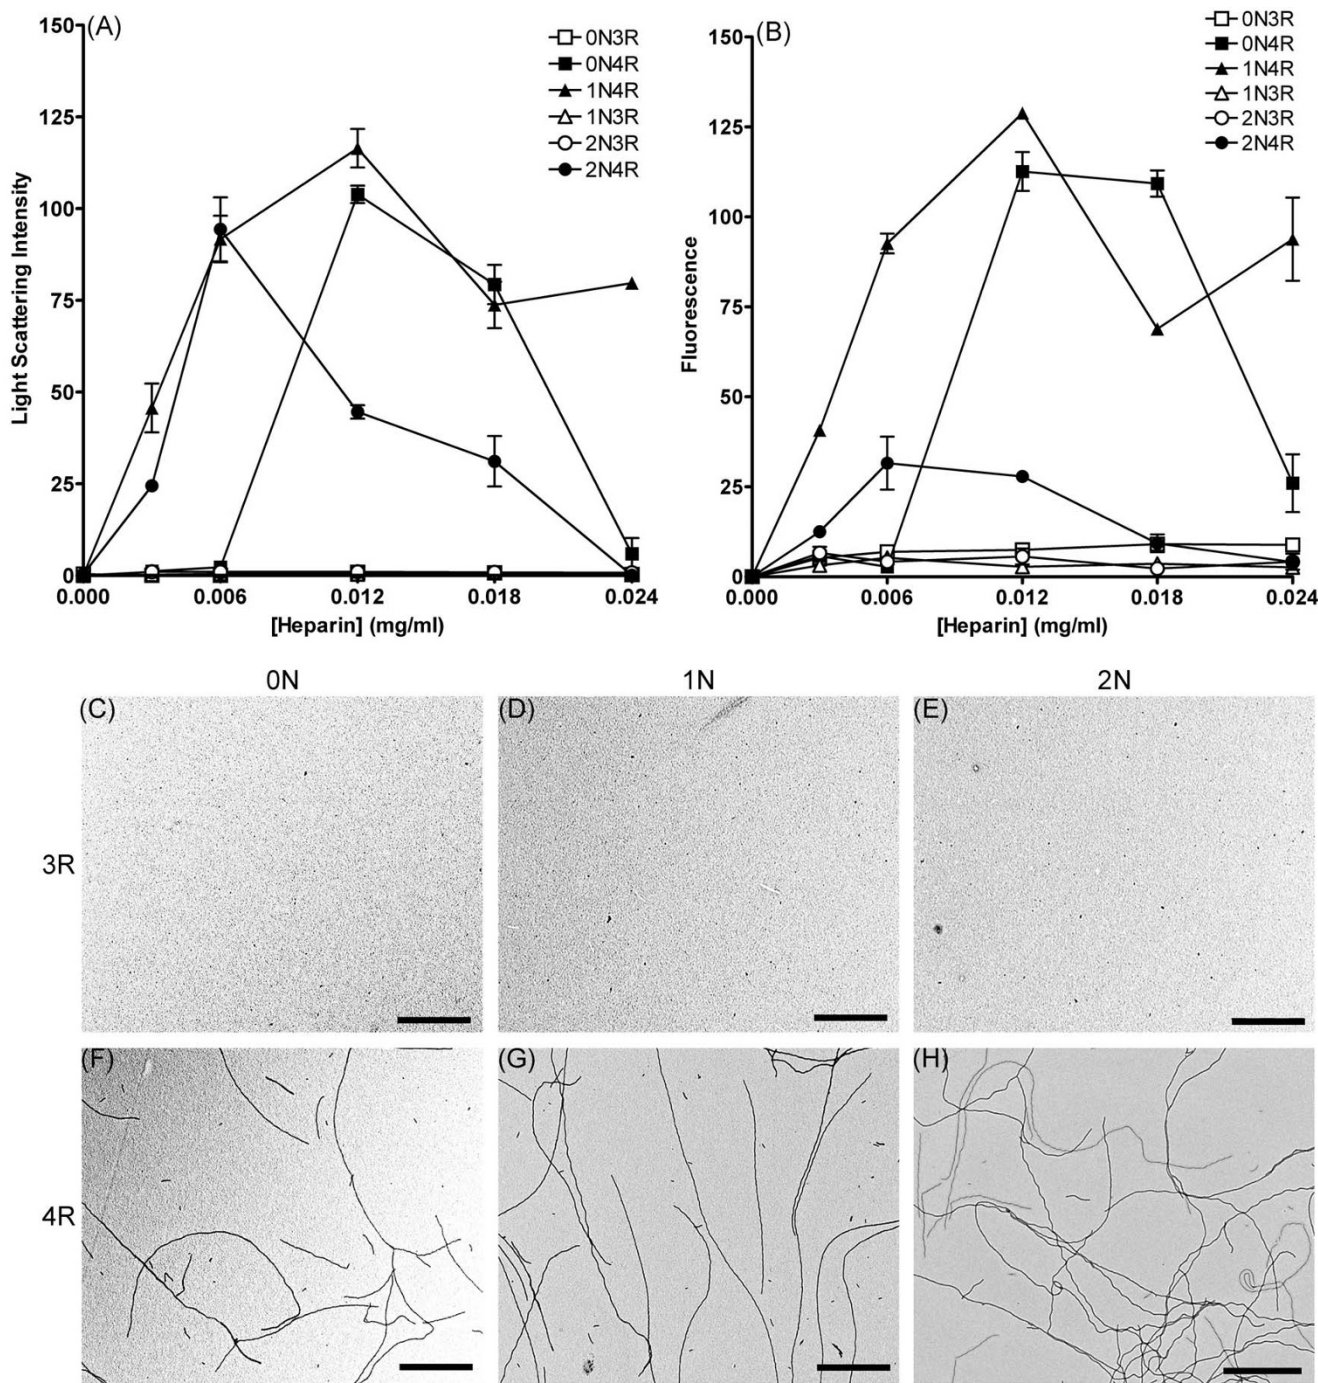 (A)
150
125
100
75
50
25
0
Light Scattering Intensity
0N3R
0N4R
1N4R
1N3R
2N3R
2N4R
0.000 0.006 0.012 0.018 0.024
[Heparin] (mg/ml)
(B)
150
125
100
75
50
25
0
Fluorescence
0N3R
0N4R
1N4R
1N3R
2N3R
2N4R
0.000 0.006 0.012 0.018 0.024
[Heparin] (mg/ml)
0N 1N 2N
(C) (D) (E)
3R
(F) (G) (H)
4R